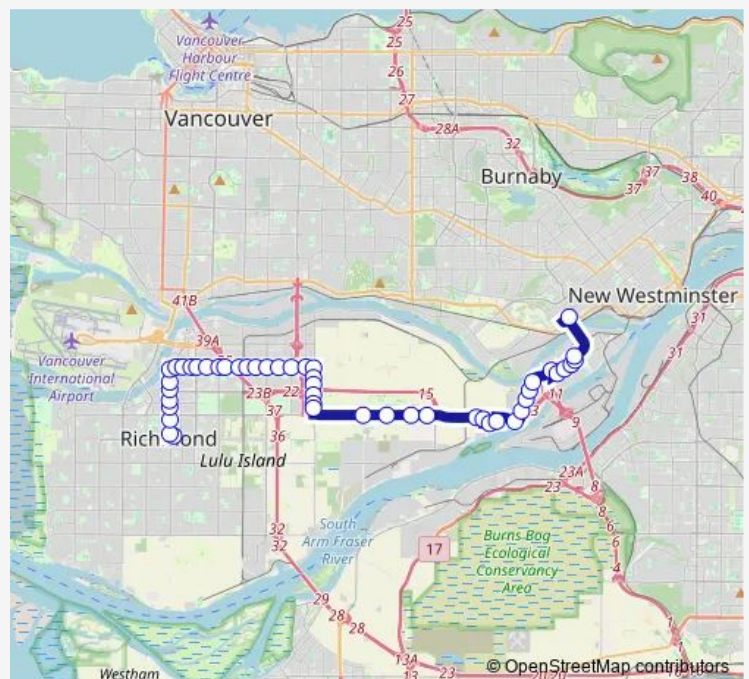 25
25
26
27
28A
32
37
37
38
40
Vancouver
Harbour
Flight Centre
Vancouver
Burnaby
New Westminster
31
31
41B
39A
Vancouver
International
Airport
23B
22
15
11
9
37
36
Richmond
Lulu Island
23A
23
8
8
6
6
4
South
Arm Fraser
River
17
Burns Bog
Ecological
Conservancy
Area
32
32
29
28
28
28
13A
13
23
Westham
© OpenStreetMap contributors